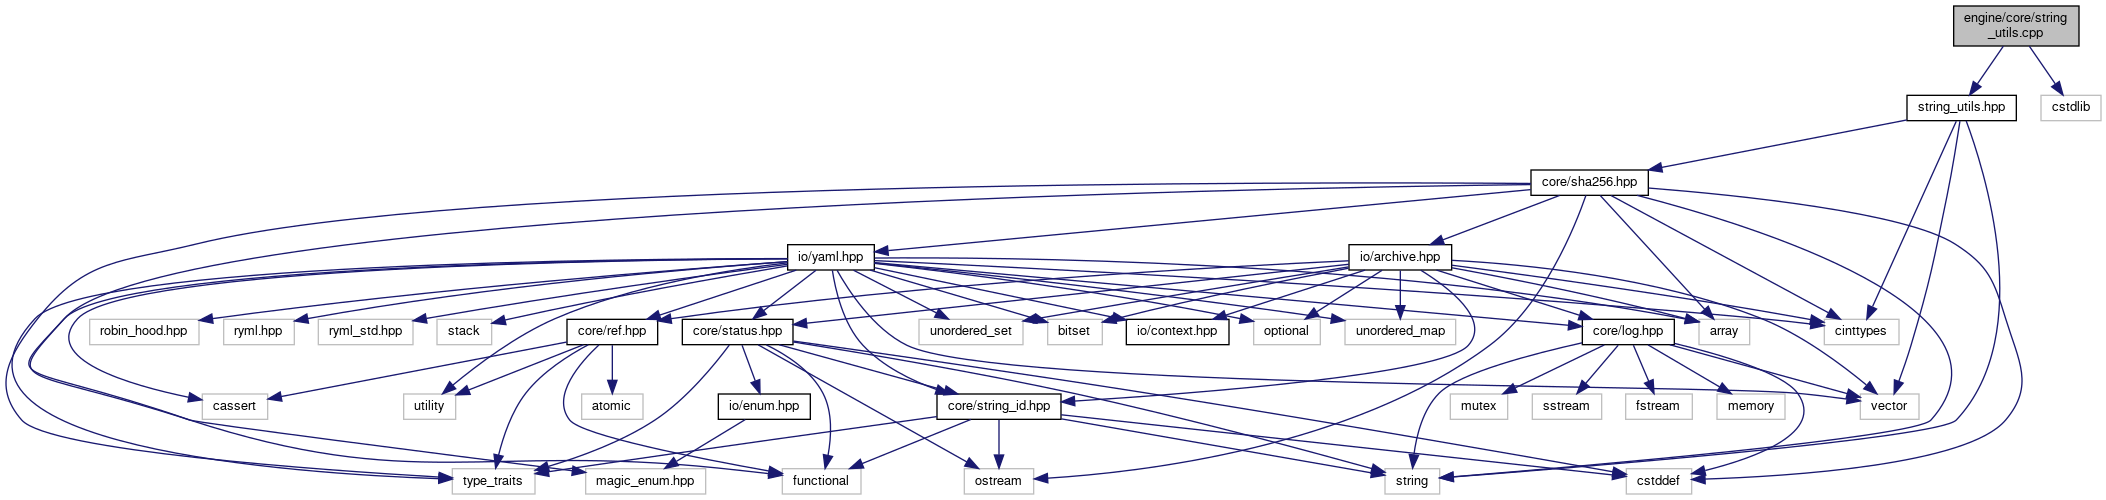 engine/core/string
_utils.cpp
string_utils.hpp
cstdlib
core/sha256.hpp
io/yaml.hpp
io/archive.hpp
robin_hood.hpp
ryml.hpp
ryml_std.hpp
stack
core/ref.hpp
core/status.hpp
unordered_set
bitset
io/context.hpp
optional
unordered_map
core/log.hpp
array
cinttypes
cassert
utility
atomic
io/enum.hpp
core/string_id.hpp
mutex
sstream
fstream
memory
vector
type_traits
magic_enum.hpp
functional
ostream
string
cstddef